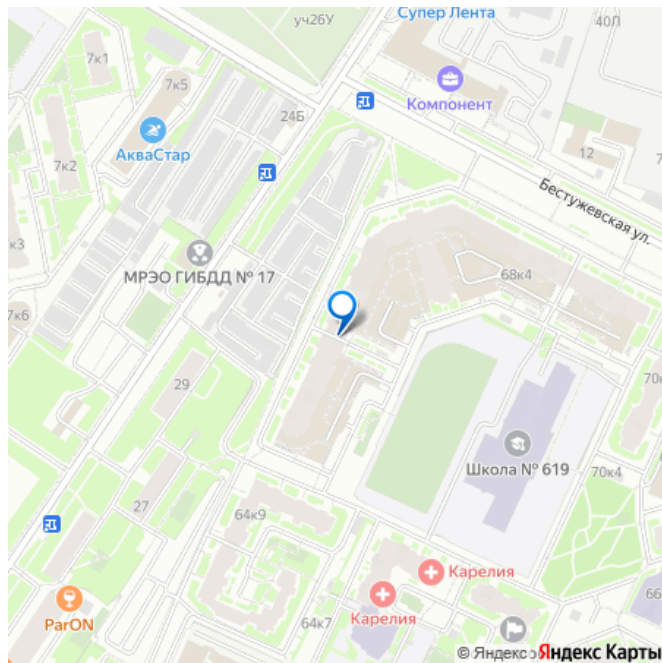 уч26У
Супер Лента
40Л
7к1
7к5
Компонент
24Б
АкваСтар
7к2
12
Бестужевская ул.
к3
МРЭО ГИБДД № 17
68к4
7к6
29
70к
Школа № 619
70к4
27
64к9
Карелия
66
ParON
Карелия
64к7
© Яндекс
Яндекс Карты